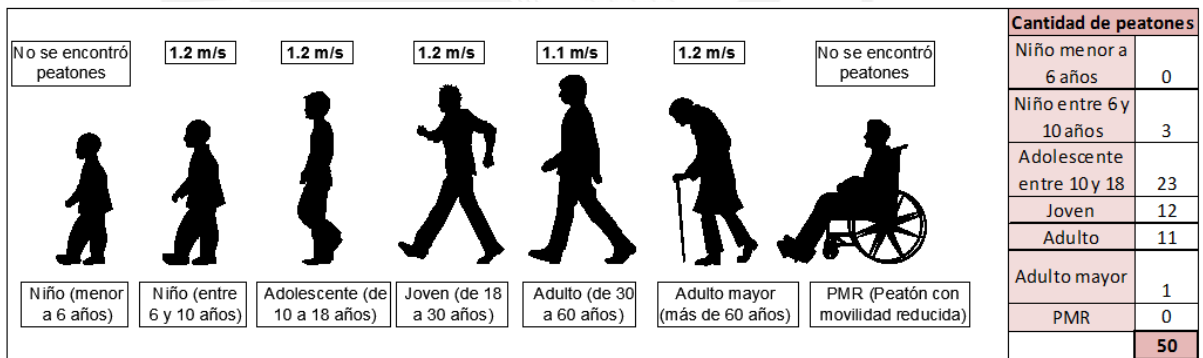 No se encontró
peatones
1.2 m/s
1.2 m/s
1.2 m/s
1.1 m/s
1.2 m/s
No se encontró
peatones
Niño (menor
a 6 años)
Niño (entre
6 y 10 años)
Adolescente (de
10 a 18 años)
Joven (de 18
a 30 años)
Adulto (de 30
a 60 años)
Adulto mayor
(más de 60 años)
PMR (Peatón con
movilidad reducida)
Cantidad de peatones
Niño menor a
6 años 0
Niño entre 6 y
10 años 3
Adolescente
entre 10 y 18 23
Joven 12
Adulto 11
Adulto mayor 1
PMR 0
50